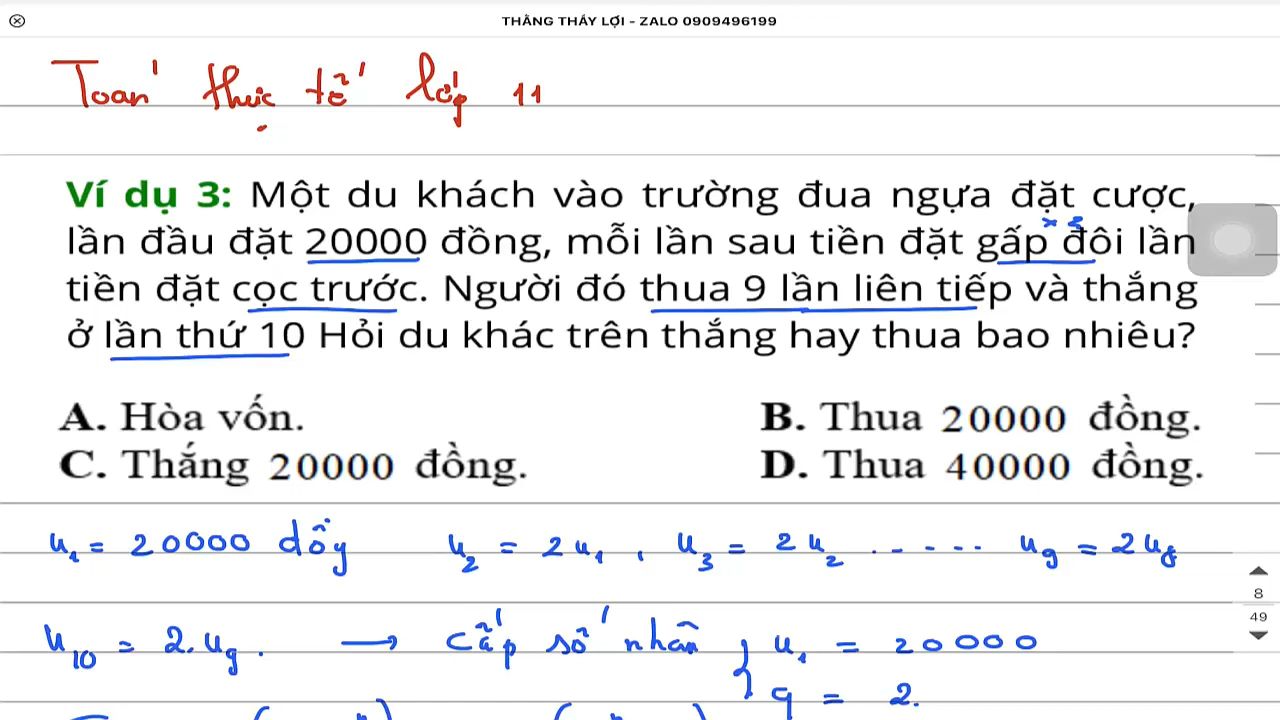 THẦNG THẦY LỢI - ZALO 0909496199
Toán thực tế lớp 11
Ví dụ 3: Một du khách vào trường đua ngựa đặt cược,
x 2
lần đầu đặt 20000 đồng, mỗi lần sau tiền đặt gấp đôi lần
tiền đặt cọc trước. Người đó thua 9 lần liên tiếp và thắng
ở lần thứ 10 Hỏi du khác trên thắng hay thua bao nhiêu?
A. Hòa vốn.
B. Thua 20000 đồng.
C. Thắng 20000 đồng.
D. Thua 40000 đồng.
u₁ = 20000 đồng u₂ = 2u₁ , u₃ = 2u₂ ........ u₉ = 2u₈
8
49
u₁₀ = 2.u₉. → cấp số nhân { u₁ = 20000
q = 2.